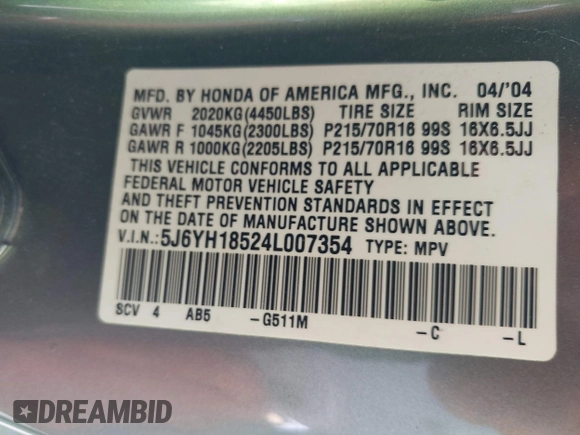 MFD. BY HONDA OF AMERICA MFG., INC. 04/'04
GVWR 2020KG(4450LBS) TIRE SIZE RIM SIZE
GAWR F 1045KG(2300LBS) P215/70R16 99S 16X6.5JJ
GAWR R 1000KG(2205LBS) P215/70R16 99S 16X6.5JJ
THIS VEHICLE CONFORMS TO ALL APPLICABLE
FEDERAL MOTOR VEHICLE SAFETY
AND THEFT PREVENTION STANDARDS IN EFFECT
ON THE DATE OF MANUFACTURE SHOWN ABOVE.
V.I.N.:5J6YH18524L007354 TYPE: MPV
SCV 4 AB5 -G511M -C -L
DREAMBID